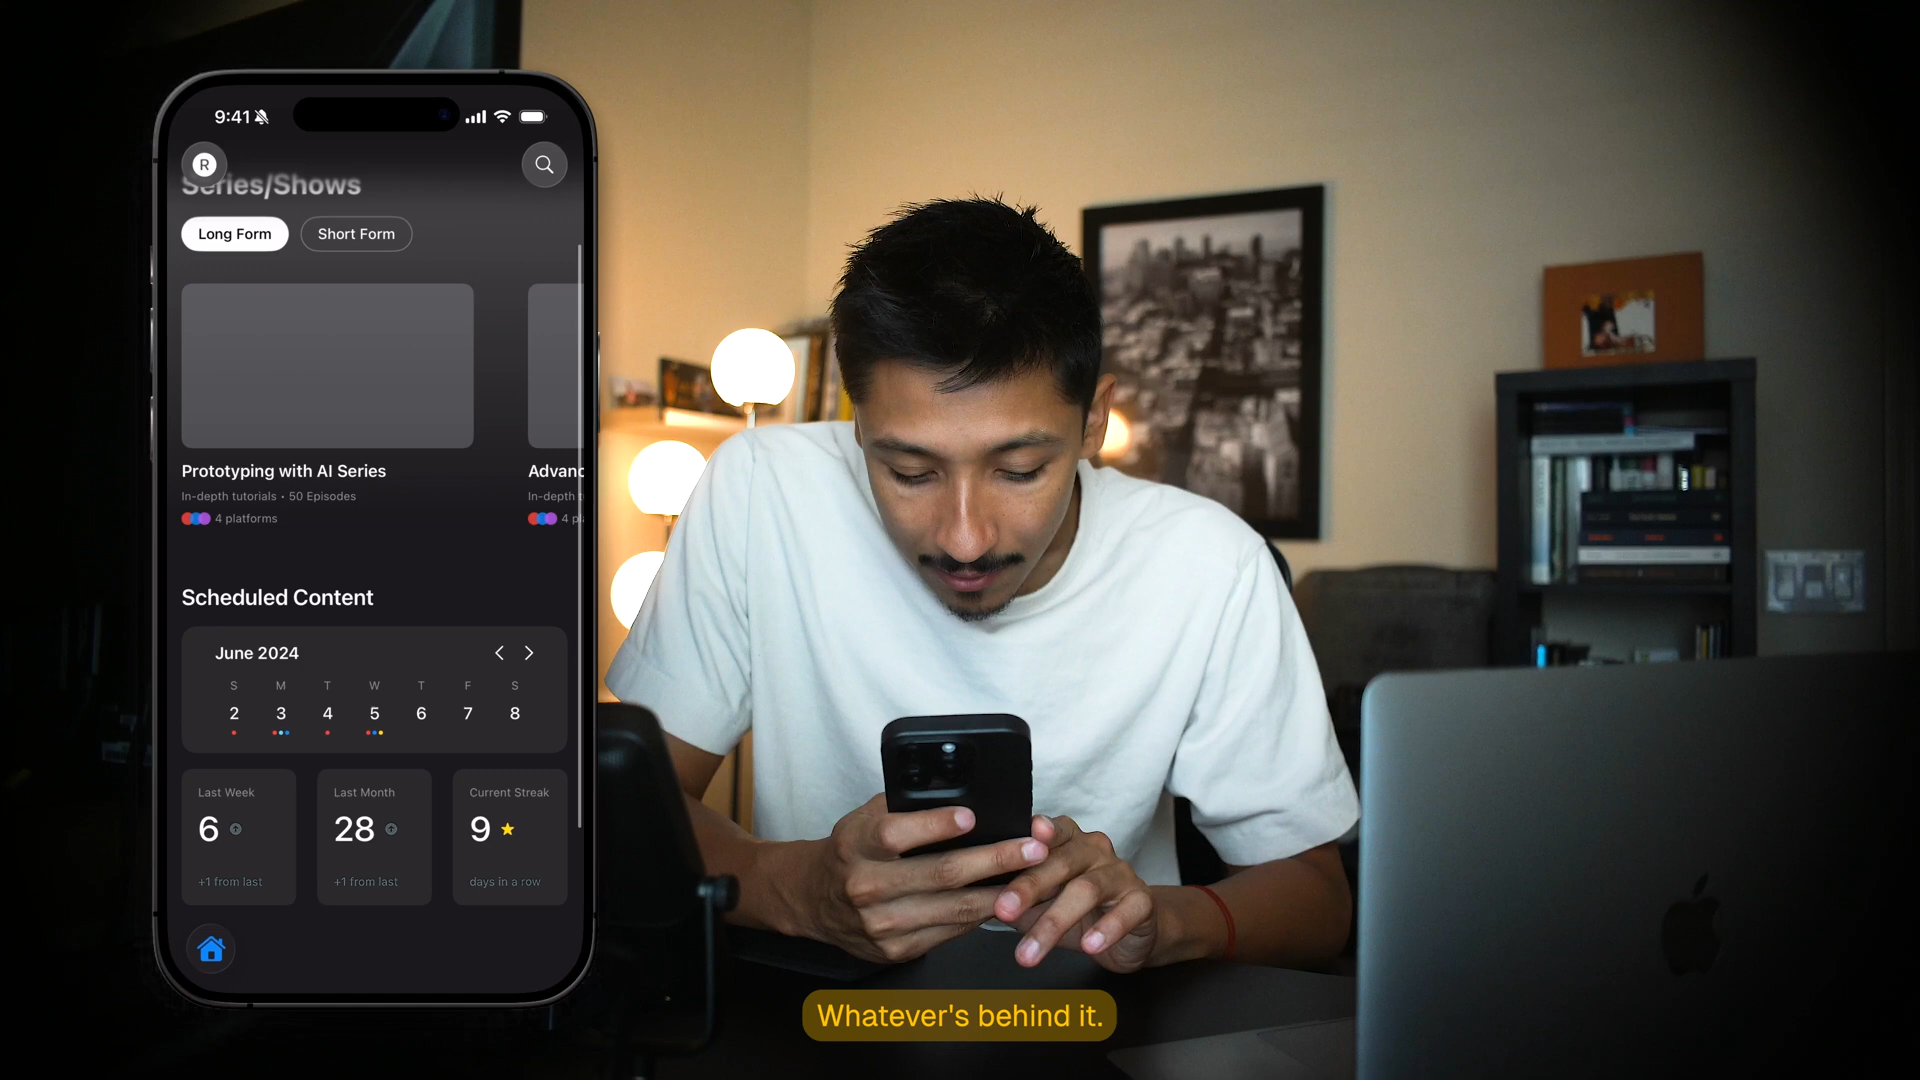 9:41
R
Series/Shows
Long Form
Short Form
Prototyping with AI Series
In-depth tutorials • 50 Episodes
4 platforms
Advanc
In-depth t
4 pl
Scheduled Content
June 2024
S M T W T F S
2 3 4 5 6 7 8
Last Week
6
+1 from last
Last Month
28
+1 from last
Current Streak
9
days in a row
Whatever's behind it.